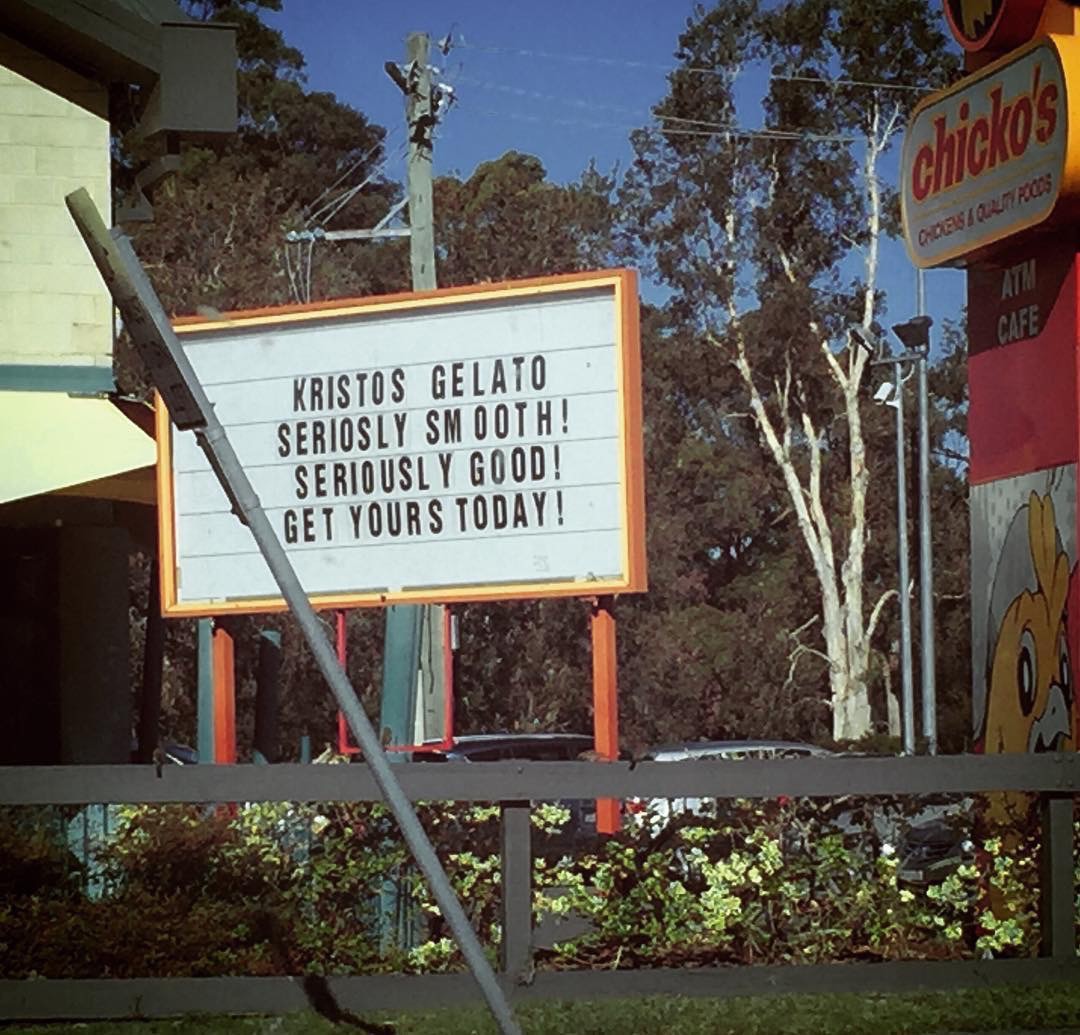 KRISTOS GELATO
SERIOSLY SMOOTH!
SERIOUSLY GOOD!
GET YOURS TODAY!
chicko's
CHICKENS & QUALITY FOODS
ATM
CAFE